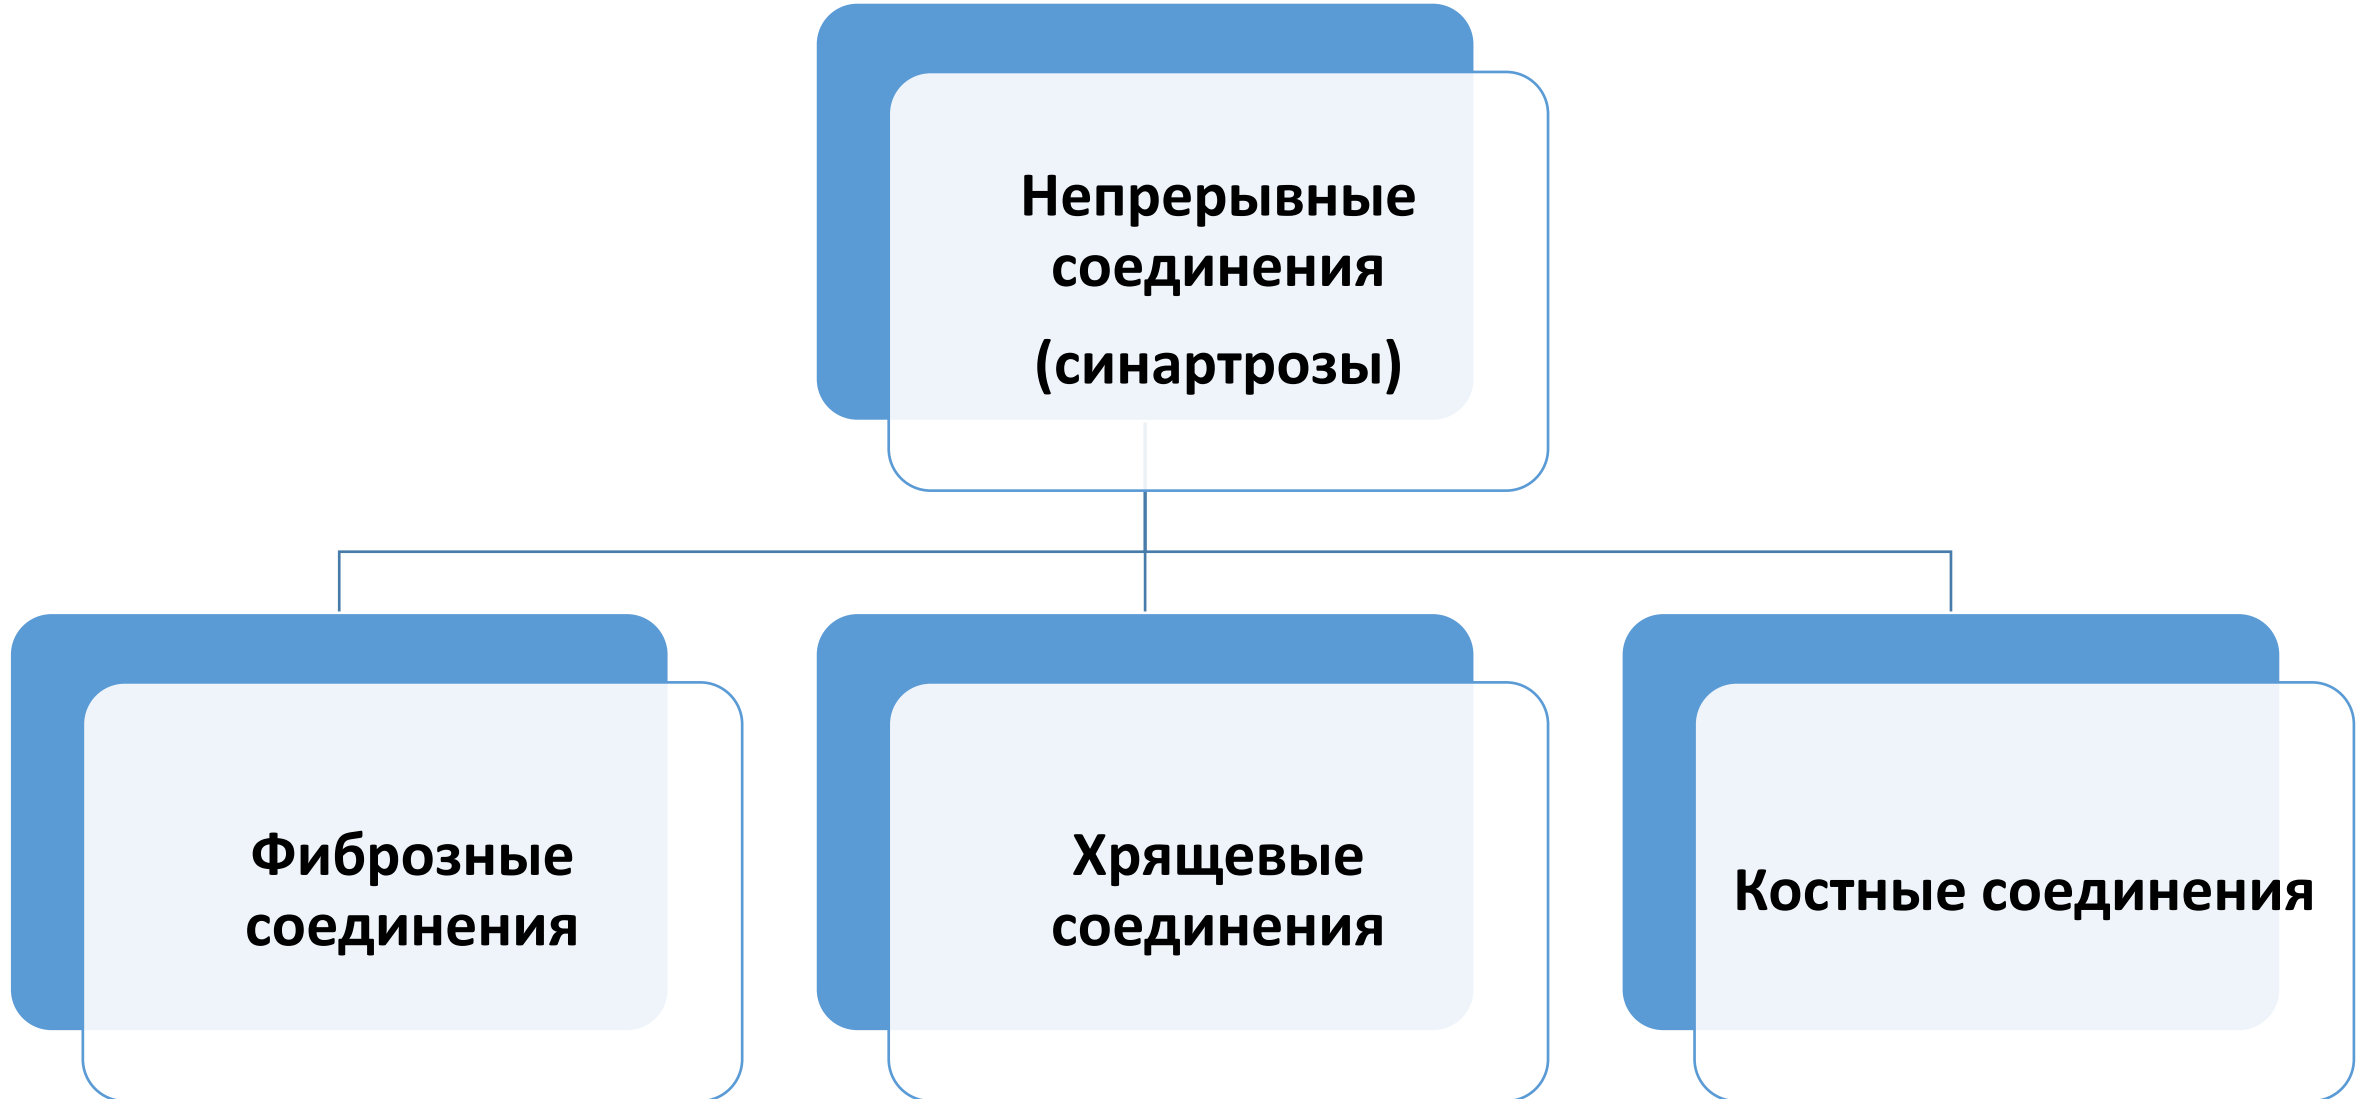 Непрерывные
соединения
(синартрозы)
Фиброзные
соединения
Хрящевые
соединения
Костные соединения